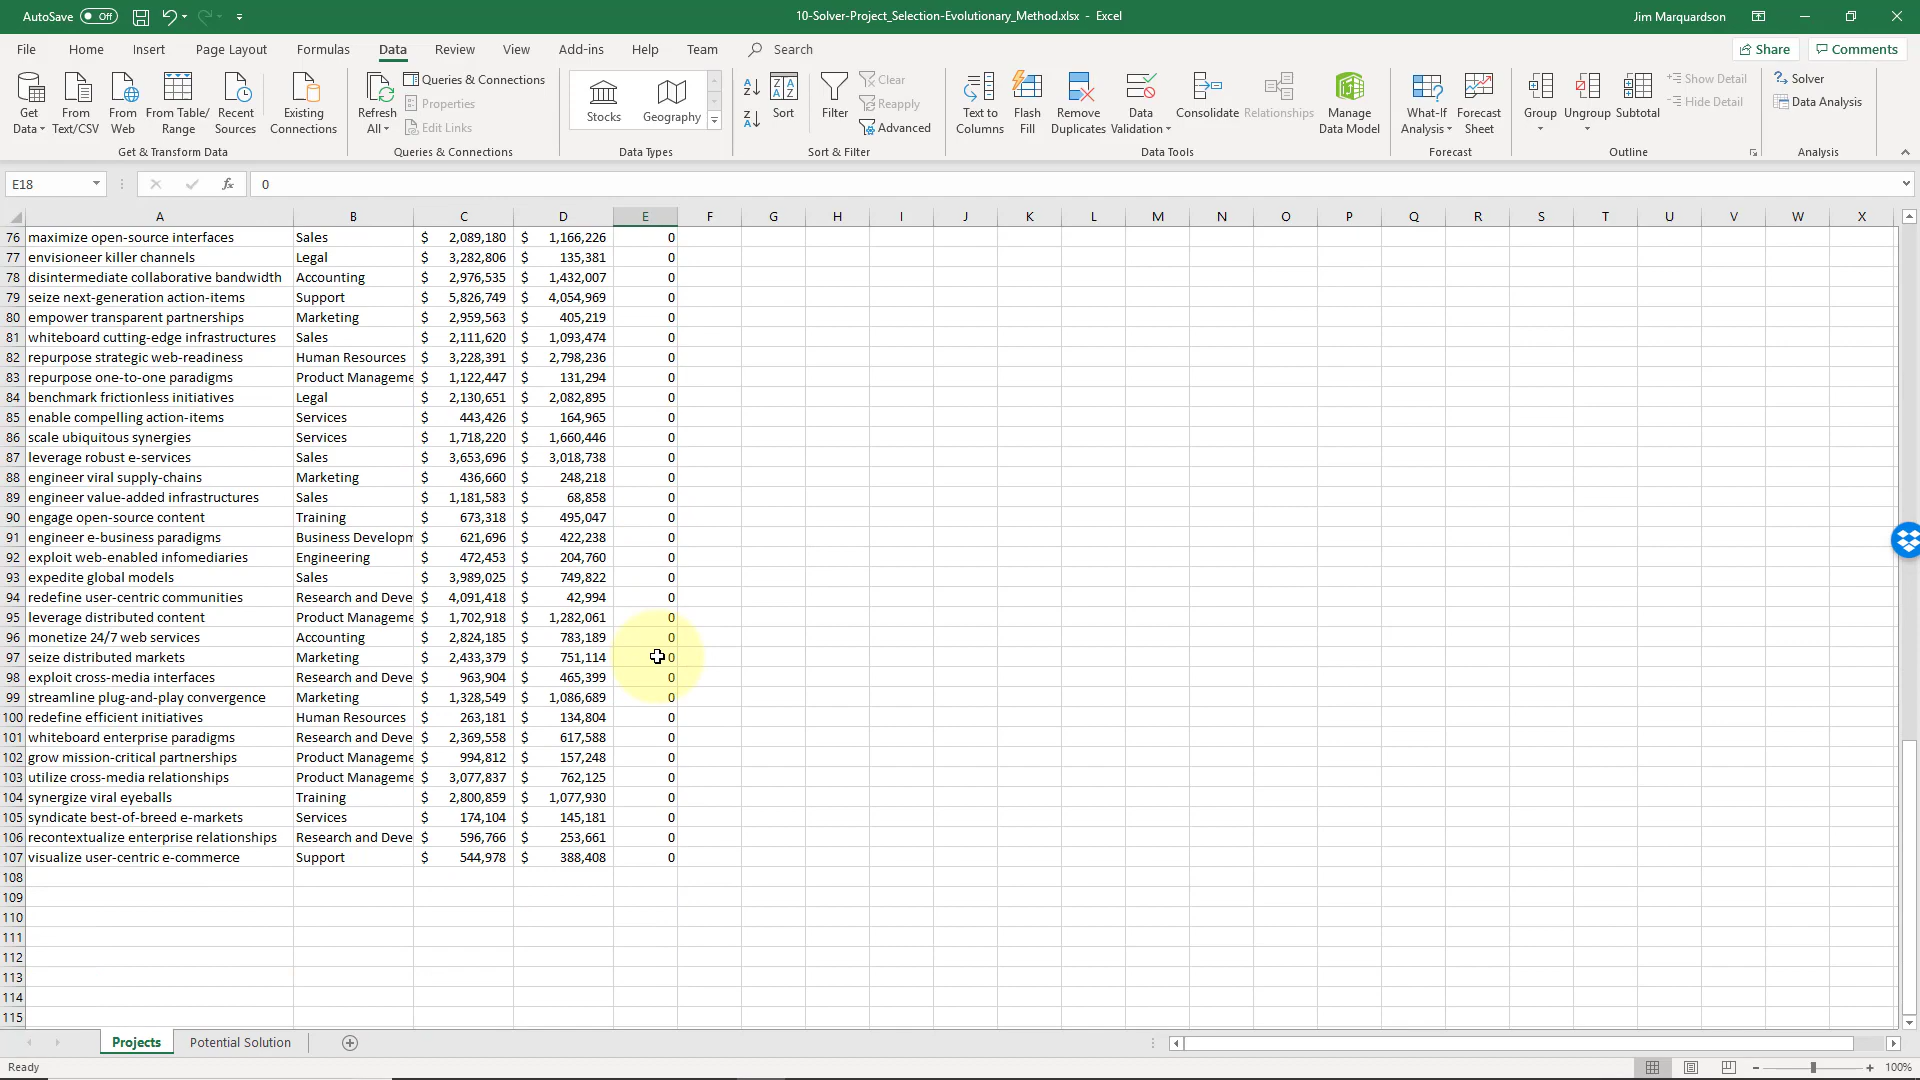 AutoSave Off 10-Solver-Project_Selection-Evolutionary_Method.xlsx - Excel Jim Marquardson
File Home Insert Page Layout Formulas Data Review View Add-ins Help Team Search Share Comments
Get Data From Text/CSV From Web From Table/ Range Recent Sources Existing Connections
Refresh All Queries & Connections Properties Edit Links
Stocks Geography
Sort Filter Clear Reapply Advanced
Text to Columns Flash Fill Remove Duplicates Data Validation Consolidate Relationships Manage Data Model
What-If Analysis Forecast Sheet
Group Ungroup Subtotal Show Detail Hide Detail
Solver Data Analysis
Get & Transform Data Queries & Connections Data Types Sort & Filter Data Tools Forecast Outline Analysis
E18 fx 0
A B C D E F G H I J K L M N O P Q R S T U V W X
76 maximize open-source interfaces Sales $ 2,089,180 $ 1,166,226 0
77 envisioneer killer channels Legal $ 3,282,806 $ 135,381 0
78 disintermediate collaborative bandwidth Accounting $ 2,976,535 $ 1,432,007 0
79 seize next-generation action-items Support $ 5,826,749 $ 4,054,969 0
80 empower transparent partnerships Marketing $ 2,959,563 $ 405,219 0
81 whiteboard cutting-edge infrastructures Sales $ 2,111,620 $ 1,093,474 0
82 repurpose strategic web-readiness Human Resources $ 3,228,391 $ 2,798,236 0
83 repurpose one-to-one paradigms Product Manageme $ 1,122,447 $ 131,294 0
84 benchmark frictionless initiatives Legal $ 2,130,651 $ 2,082,895 0
85 enable compelling action-items Services $ 443,426 $ 164,965 0
86 scale ubiquitous synergies Services $ 1,718,220 $ 1,660,446 0
87 leverage robust e-services Sales $ 3,653,696 $ 3,018,738 0
88 engineer viral supply-chains Marketing $ 436,660 $ 248,218 0
89 engineer value-added infrastructures Sales $ 1,181,583 $ 68,858 0
90 engage open-source content Training $ 673,318 $ 495,047 0
91 engineer e-business paradigms Business Developm $ 621,696 $ 422,238 0
92 exploit web-enabled infomediaries Engineering $ 472,453 $ 204,760 0
93 expedite global models Sales $ 3,989,025 $ 749,822 0
94 redefine user-centric communities Research and Deve $ 4,091,418 $ 42,994 0
95 leverage distributed content Product Manageme $ 1,702,918 $ 1,282,061 0
96 monetize 24/7 web services Accounting $ 2,824,185 $ 783,189 0
97 seize distributed markets Marketing $ 2,433,379 $ 751,114 0
98 exploit cross-media interfaces Research and Deve $ 963,904 $ 465,399 0
99 streamline plug-and-play convergence Marketing $ 1,328,549 $ 1,086,689 0
100 redefine efficient initiatives Human Resources $ 263,181 $ 134,804 0
101 whiteboard enterprise paradigms Research and Deve $ 2,369,558 $ 617,588 0
102 grow mission-critical partnerships Product Manageme $ 994,812 $ 157,248 0
103 utilize cross-media relationships Product Manageme $ 3,077,837 $ 762,125 0
104 synergize viral eyeballs Training $ 2,800,859 $ 1,077,930 0
105 syndicate best-of-breed e-markets Services $ 174,104 $ 145,181 0
106 recontextualize enterprise relationships Research and Deve $ 596,766 $ 253,661 0
107 visualize user-centric e-commerce Support $ 544,978 $ 388,408 0
108
109
110
111
112
113
114
115
Projects Potential Solution
Ready 100%